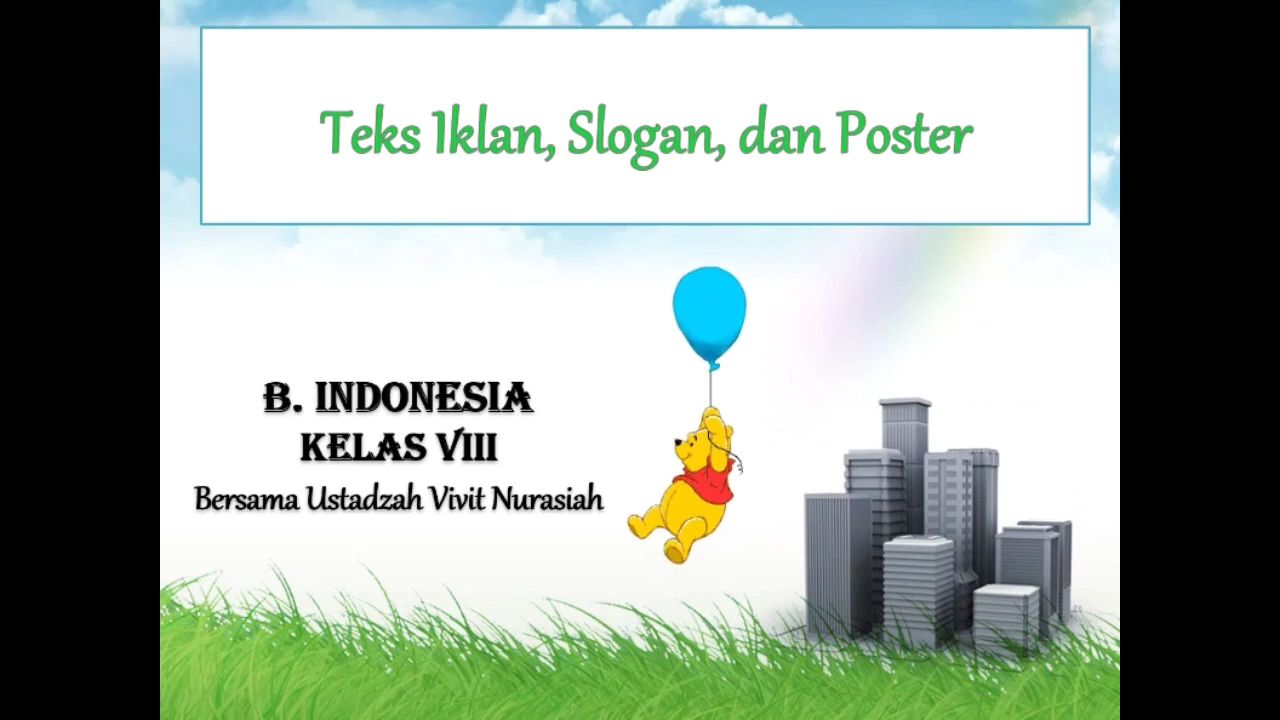 Teks Iklan, Slogan, dan Poster
B. INDONESIA
KELAS VIII
Bersama Ustadzah Vivit Nurasiah